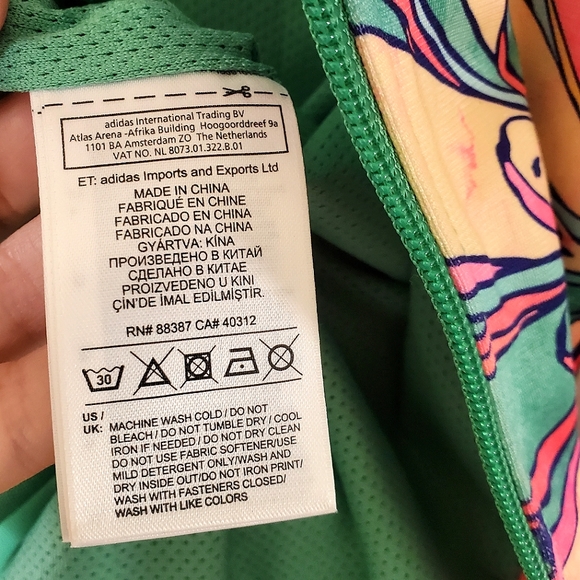 adidas International Trading BV
Atlas Arena -Afrika Building Hoogoorddreef 9a
1101 BA Amsterdam ZO The Netherlands
VAT NO. NL 8073.01.322.B.01
ET: adidas Imports and Exports Ltd
MADE IN CHINA
FABRIQUÉ EN CHINE
FABRICADO EN CHINA
FABRICADO NA CHINA
GYÁRTVA: KÍNA
ПРОИЗВЕДЕНО В КИТАЙ
СДЕЛАНО В КИТАЕ
PROIZVEDENO U KINI
ÇİN'DE İMAL EDİLMİŞTİR.
RN# 88387 CA# 40312
30
US /
UK: MACHINE WASH COLD / DO NOT
BLEACH / DO NOT TUMBLE DRY / COOL
IRON IF NEEDED / DO NOT DRY CLEAN
DO NOT USE FABRIC SOFTENER/USE
MILD DETERGENT ONLY/WASH AND
DRY INSIDE OUT/DO NOT IRON PRINT/
WASH WITH FASTENERS CLOSED/
WASH WITH LIKE COLORS